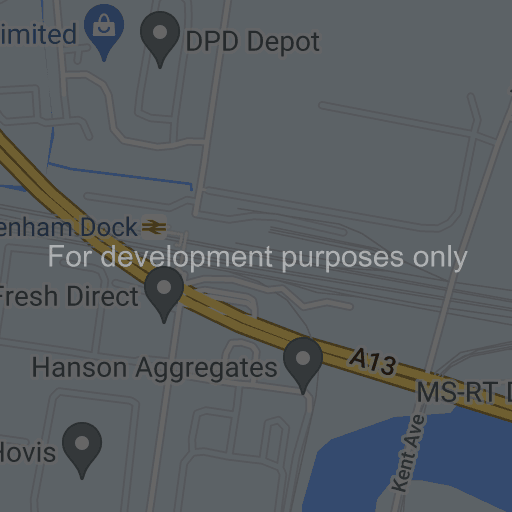 imited
DPD Depot
enham Dock
For development purposes only
Fresh Direct
Hanson Aggregates
A13
MS-RT D
Kent Ave
Hovis